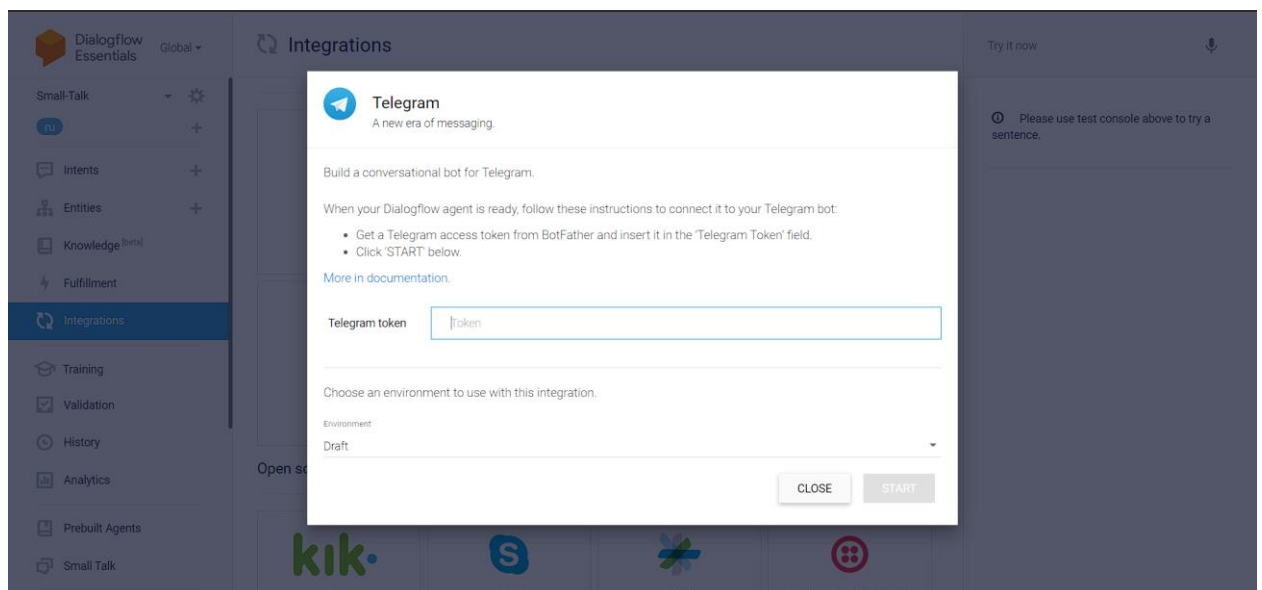 Dialogflow
Essentials
Global
Integrations
Try it now
Small-Talk
ru
Please use test console above to try a
sentence.
Intents
Entities
Knowledge [beta]
Fulfillment
Integrations
Training
Validation
History
Analytics
Prebuilt Agents
Small Talk
Telegram
A new era of messaging.
Build a conversational bot for Telegram.
When your Dialogflow agent is ready, follow these instructions to connect it to your Telegram bot:
• Get a Telegram access token from BotFather and insert it in the 'Telegram Token' field.
• Click 'START' below.
More in documentation.
Telegram token
Token
Choose an environment to use with this integration.
Environment
Draft
CLOSE
START
Open so
kik
S